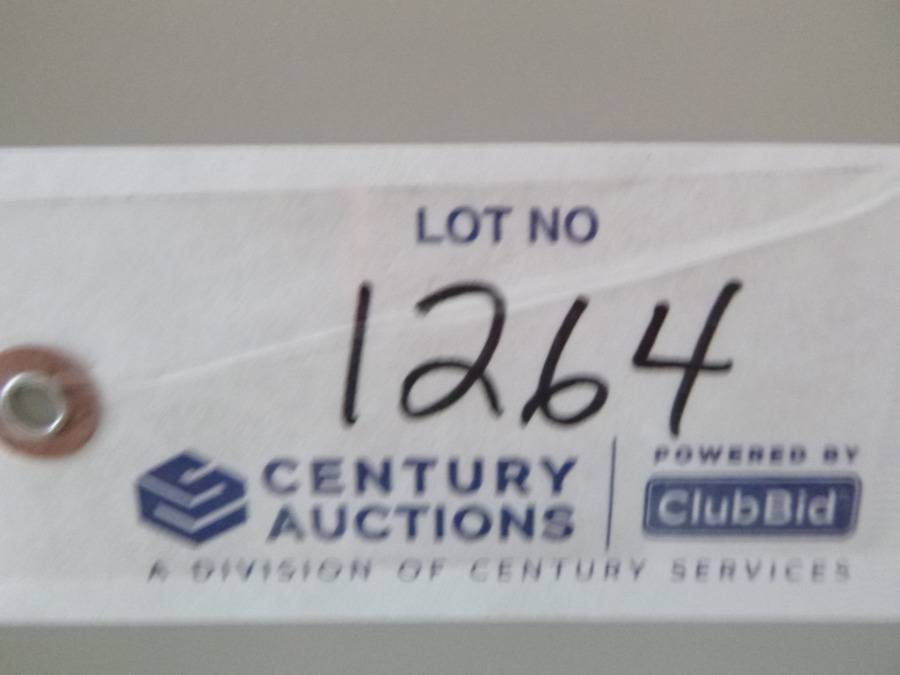 LOT NO
1264
CENTURY
AUCTIONS
POWERED BY
ClubBid
A DIVISION OF CENTURY SERVICES